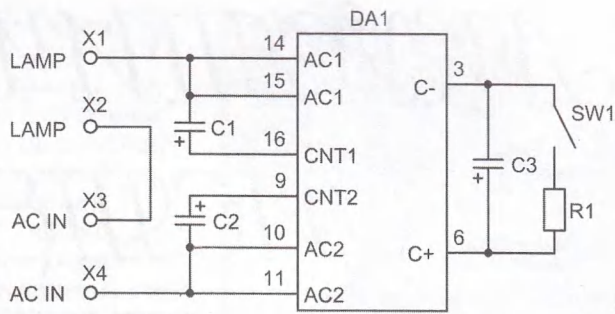 DA1
LAMP X1 14 AC1
15 AC1
C1
+
16 CNT1
LAMP X2
9 CNT2
+
C2
AC IN X3
10 AC2
AC IN X4
11 AC2
C- 3
SW1
C3
+
R1
C+ 6